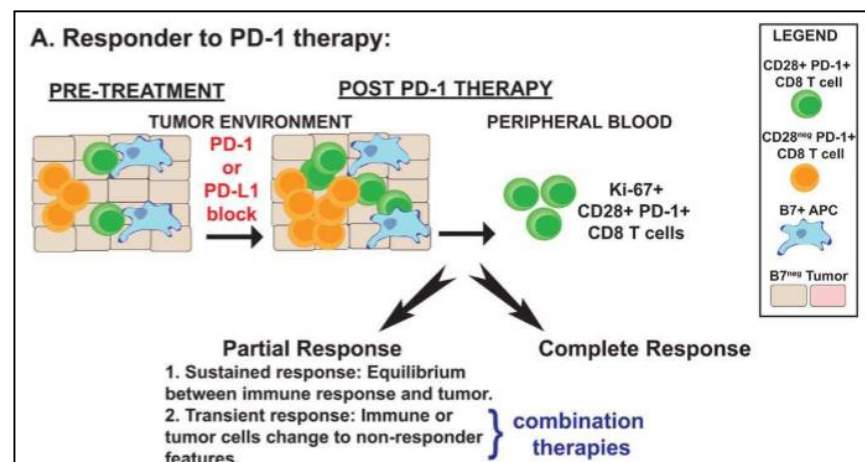 A. Responder to PD-1 therapy:
PRE-TREATMENT
POST PD-1 THERAPY
TUMOR ENVIRONMENT
PERIPHERAL BLOOD
PD-1
or
PD-L1
block
Ki-67+
CD28+ PD-1+
CD8 T cells
Partial Response
1. Sustained response: Equilibrium
between immune response and tumor.
2. Transient response: Immune or
tumor cells change to non-responder
features.
combination
therapies
Complete Response
LEGEND
CD28+ PD-1+
CD8 T cell
CD28neg PD-1+
CD8 T cell
B7+ APC
B7neg Tumor